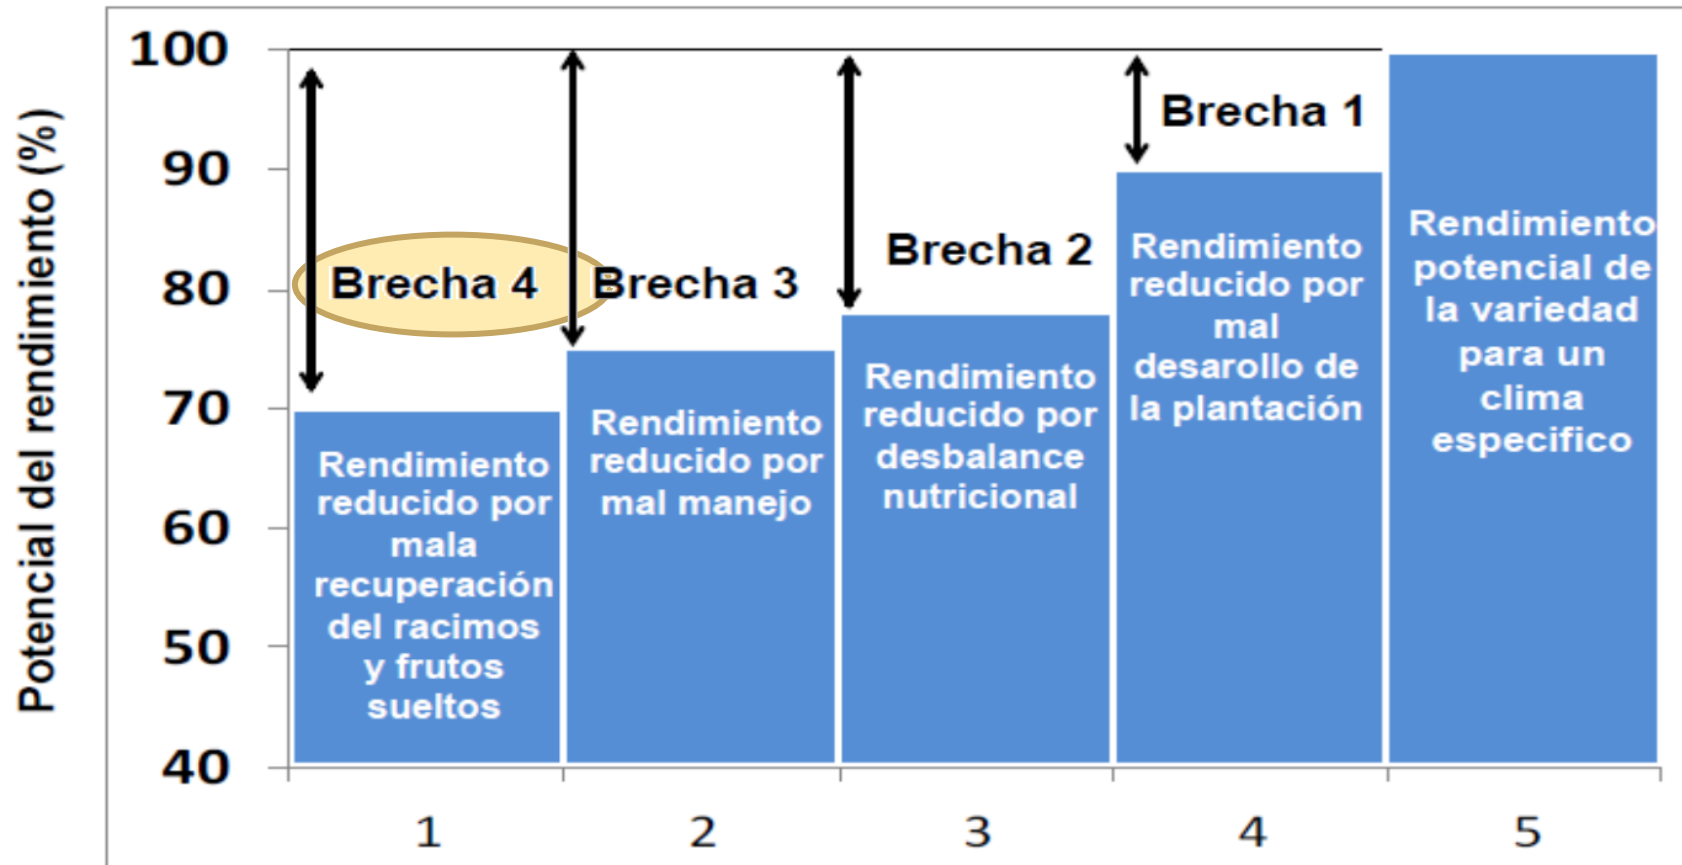 Potencial del rendimiento (%)
100
90
80
70
60
50
40
Brecha 4
Brecha 3
Brecha 2
Brecha 1
Rendimiento
reducido por
mala
recuperación
del racimos
y frutos
sueltos
Rendimiento
reducido por
mal manejo
Rendimiento
reducido por
desbalance
nutricional
Rendimiento
reducido por
mal
desarollo de
la plantación
Rendimiento
potencial de
la variedad
para un
clima
especifico
1
2
3
4
5